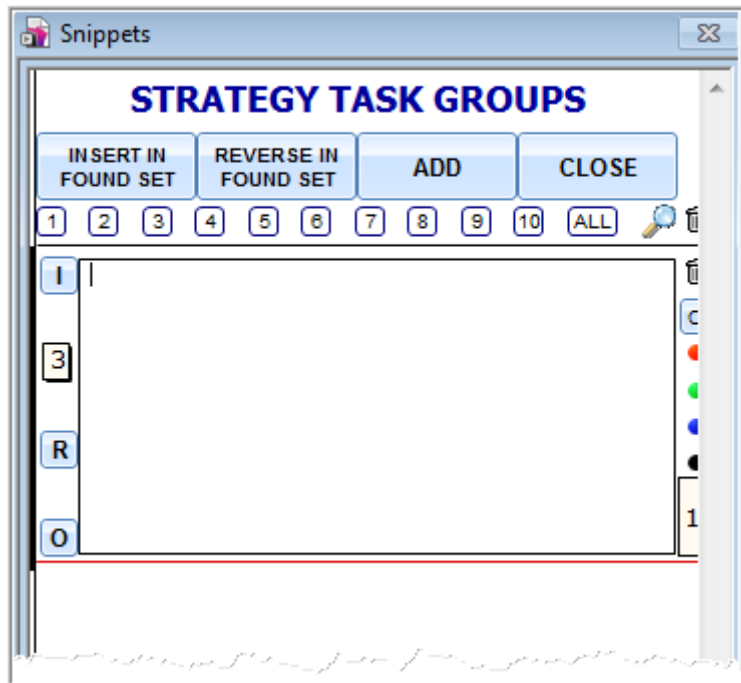 Snippets
STRATEGY TASK GROUPS
INSERT IN FOUND SET REVERSE IN FOUND SET ADD CLOSE
1 2 3 4 5 6 7 8 9 10 ALL
I
C
3
R
1
O